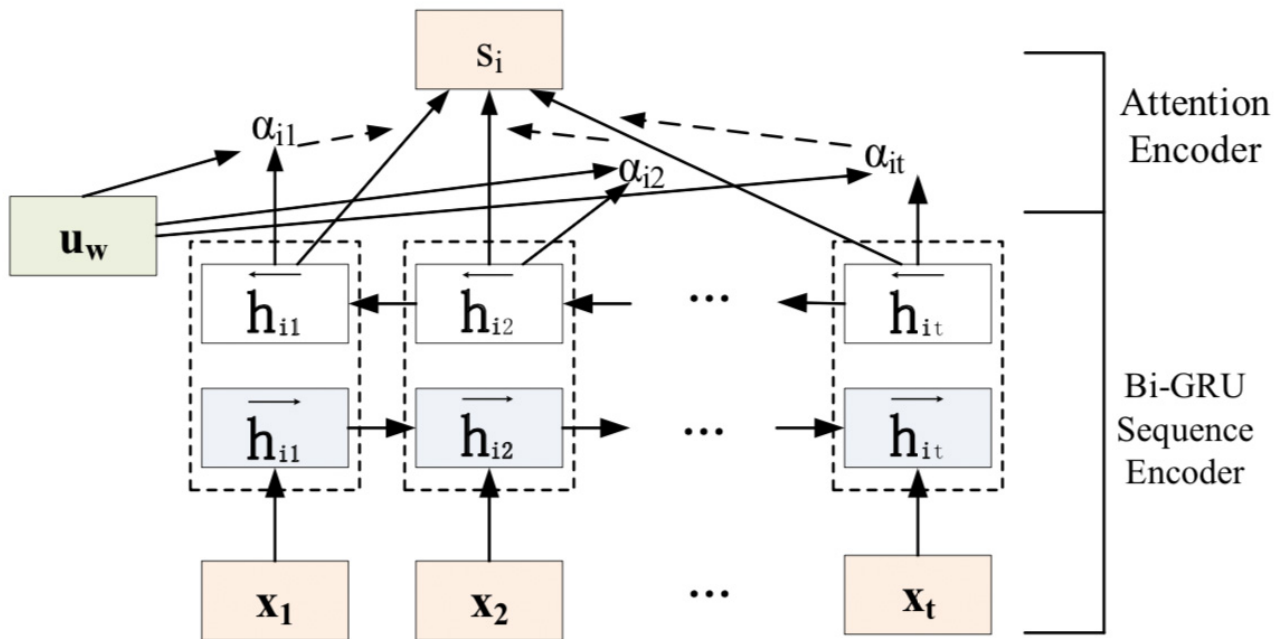 s_i
Attention
Encoder
α_i1
α_i2
α_it
u_w
←h_i1
←h_i2
...
←h_it
→h_i1
→h_i2
...
→h_it
Bi-GRU
Sequence
Encoder
x_1
x_2
...
x_t